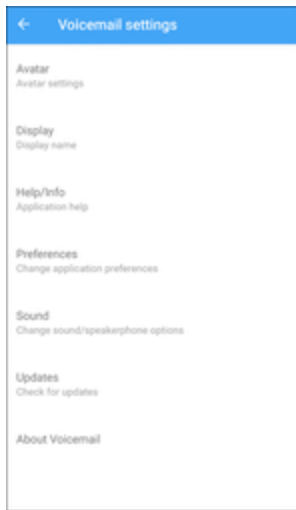 Voicemail settings
Avatar
Avatar settings
Display
Display name
Help/Info
Application help
Preferences
Change application preferences
Sound
Change sound/speakerphone options
Updates
Check for updates
About Voicemail